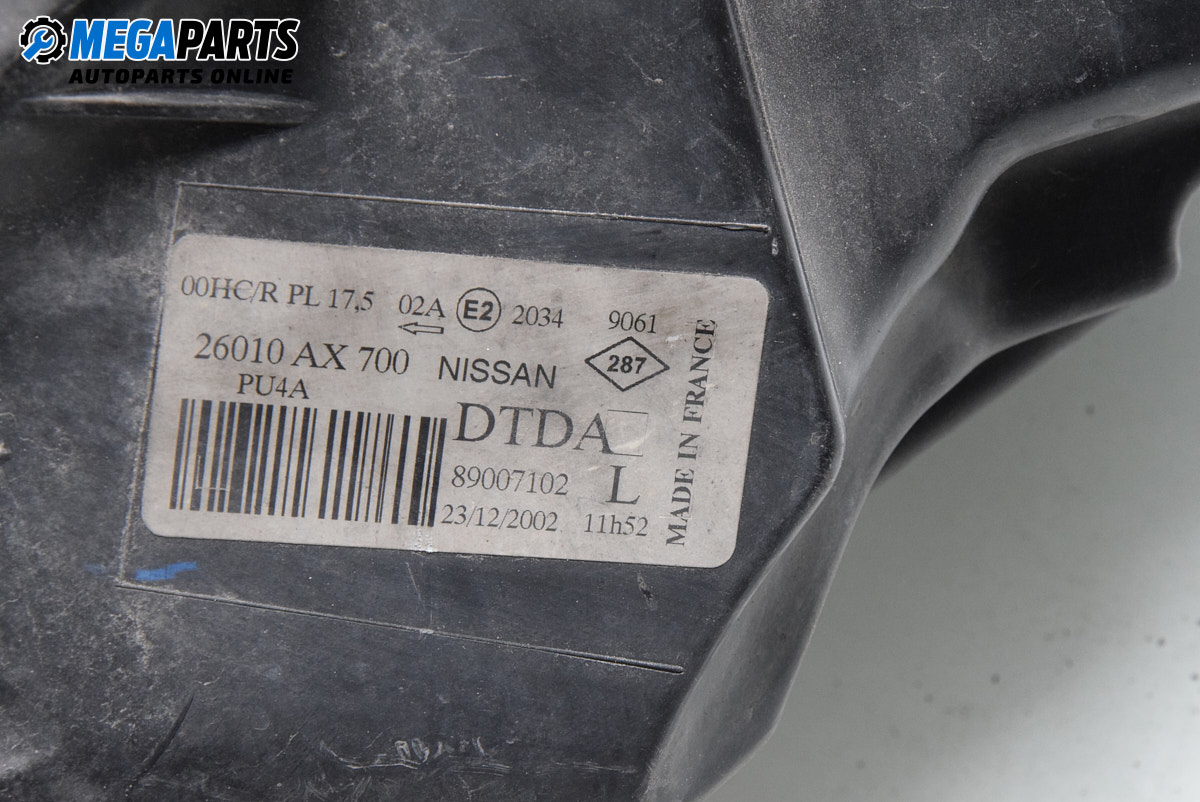 MEGAPARTS
AUTOPARTS ONLINE
00HC/R PL 17,5 02A E2 2034 9061
26010 AX 700 NISSAN 287
PU4A
DTDA
89007102 L
23/12/2002 11h52
MADE IN FRANCE